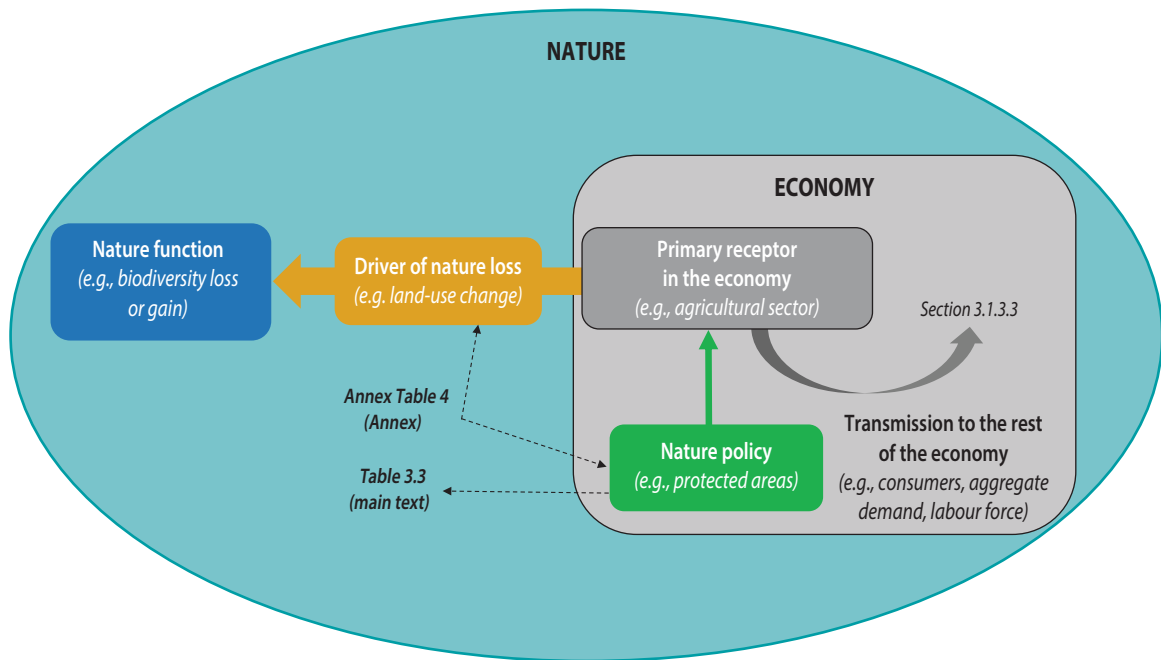 NATURE
ECONOMY
Nature function
(e.g., biodiversity loss
or gain)
Driver of nature loss
(e.g. land-use change)
Primary receptor
in the economy
(e.g., agricultural sector)
Section 3.1.3.3
Annex Table 4
(Annex)
Table 3.3
(main text)
Nature policy
(e.g., protected areas)
Transmission to the rest
of the economy
(e.g., consumers, aggregate
demand, labour force)